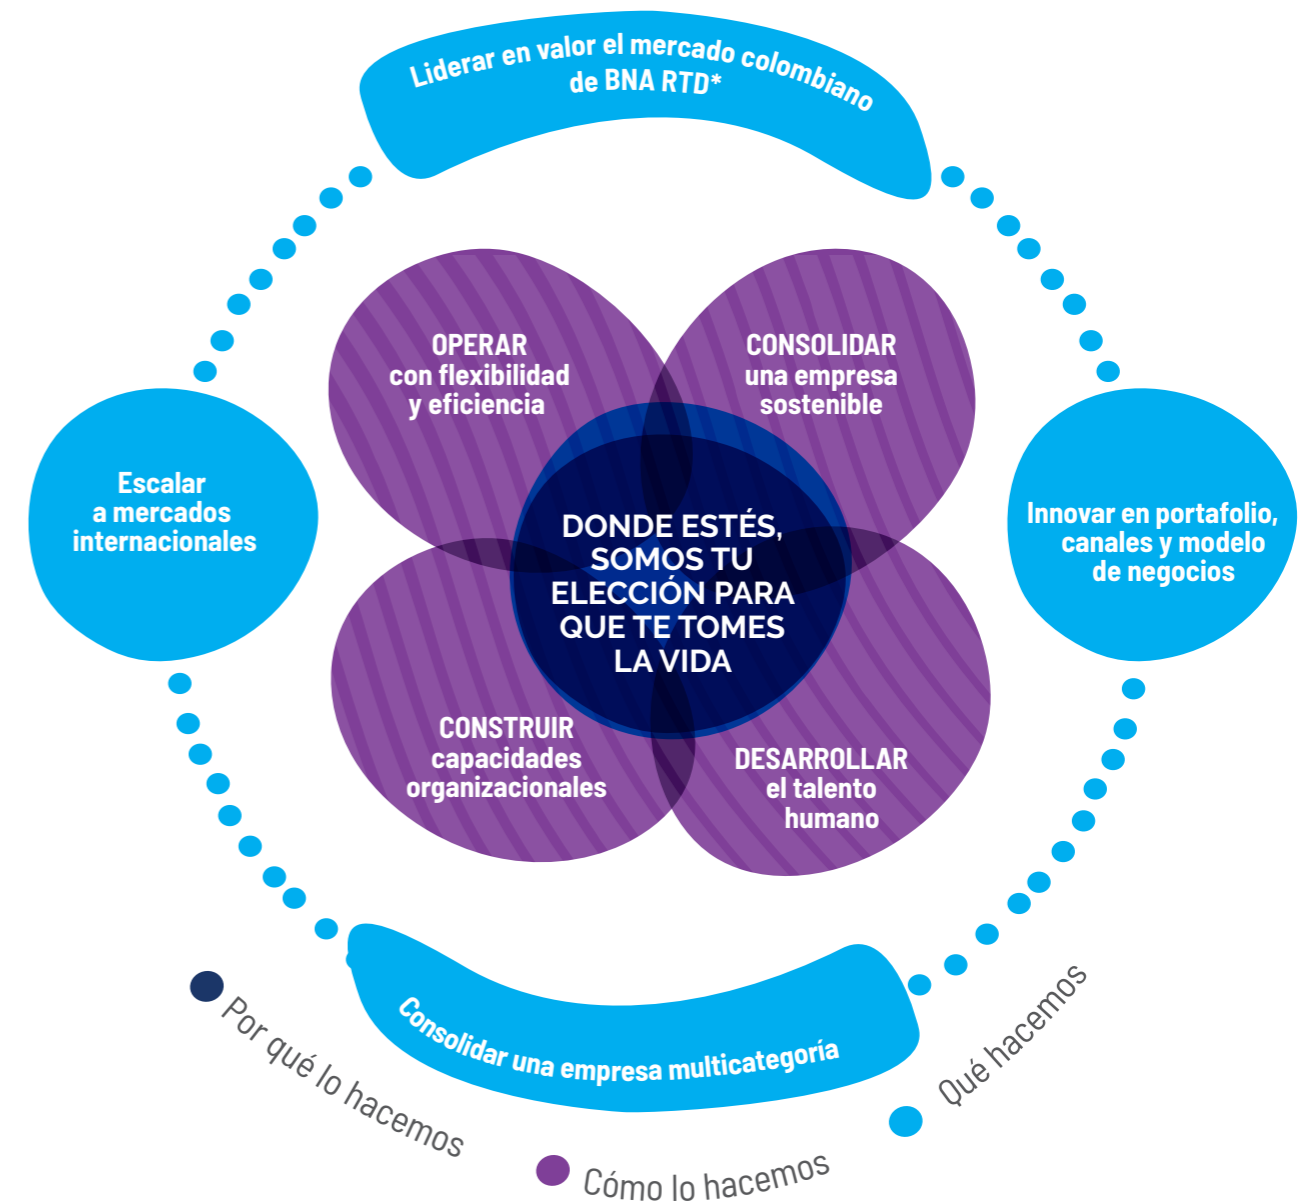 Liderar en valor el mercado colombiano
de BNA RTD*
OPERAR
con flexibilidad
y eficiencia
CONSOLIDAR
una empresa
sostenible
Escalar
a mercados
internacionales
DONDE ESTÉS,
SOMOS TU
ELECCIÓN PARA
QUE TE TOMES
LA VIDA
Innovar en portafolio,
canales y modelo
de negocios
CONSTRUIR
capacidades
organizacionales
DESARROLLAR
el talento
humano
Consolidar una empresa multicategoría
Por qué lo hacemos
Cómo lo hacemos
Qué hacemos